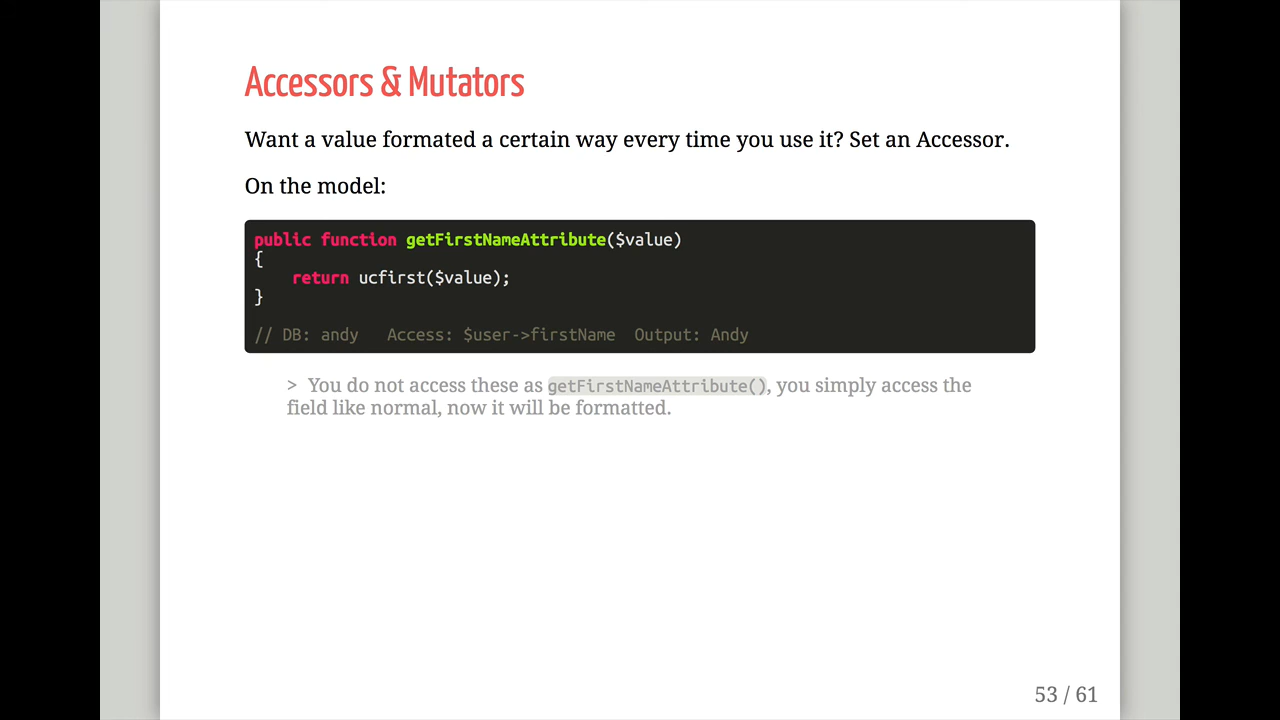 Accessors & Mutators
Want a value formated a certain way every time you use it? Set an Accessor.
On the model:
public function getFirstNameAttribute($value)
{
    return ucfirst($value);
}
// DB: andy   Access: $user->firstName  Output: Andy
> You do not access these as getFirstNameAttribute(), you simply access the
field like normal, now it will be formatted.
53 / 61